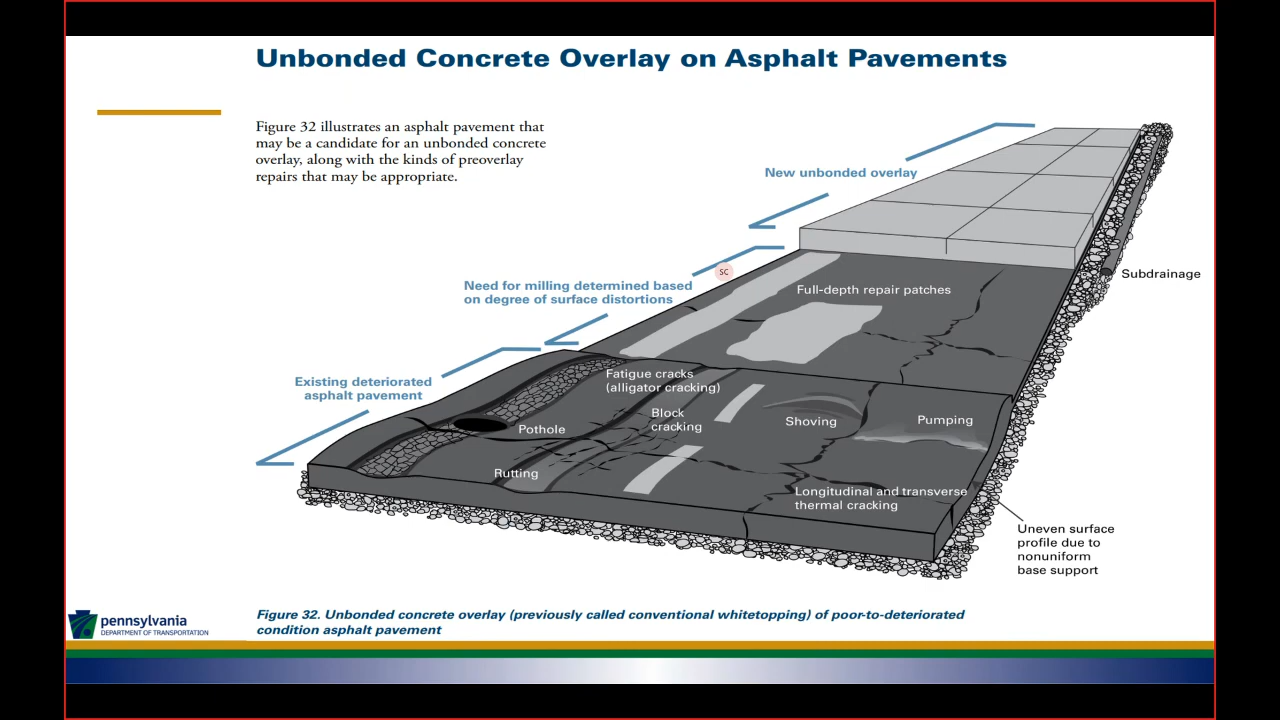 Unbonded Concrete Overlay on Asphalt Pavements
Figure 32 illustrates an asphalt pavement that
may be a candidate for an unbonded concrete
overlay, along with the kinds of preoverlay
repairs that may be appropriate.
New unbonded overlay
SC
Need for milling determined based
on degree of surface distortions
Full-depth repair patches
Subdrainage
Existing deteriorated
asphalt pavement
Fatigue cracks
(alligator cracking)
Block
cracking
Pothole
Shoving
Pumping
Rutting
Longitudinal and transverse
thermal cracking
Uneven surface
profile due to
nonuniform
base support
Figure 32. Unbonded concrete overlay (previously called conventional whitetopping) of poor-to-deteriorated
condition asphalt pavement
pennsylvania
DEPARTMENT OF TRANSPORTATION